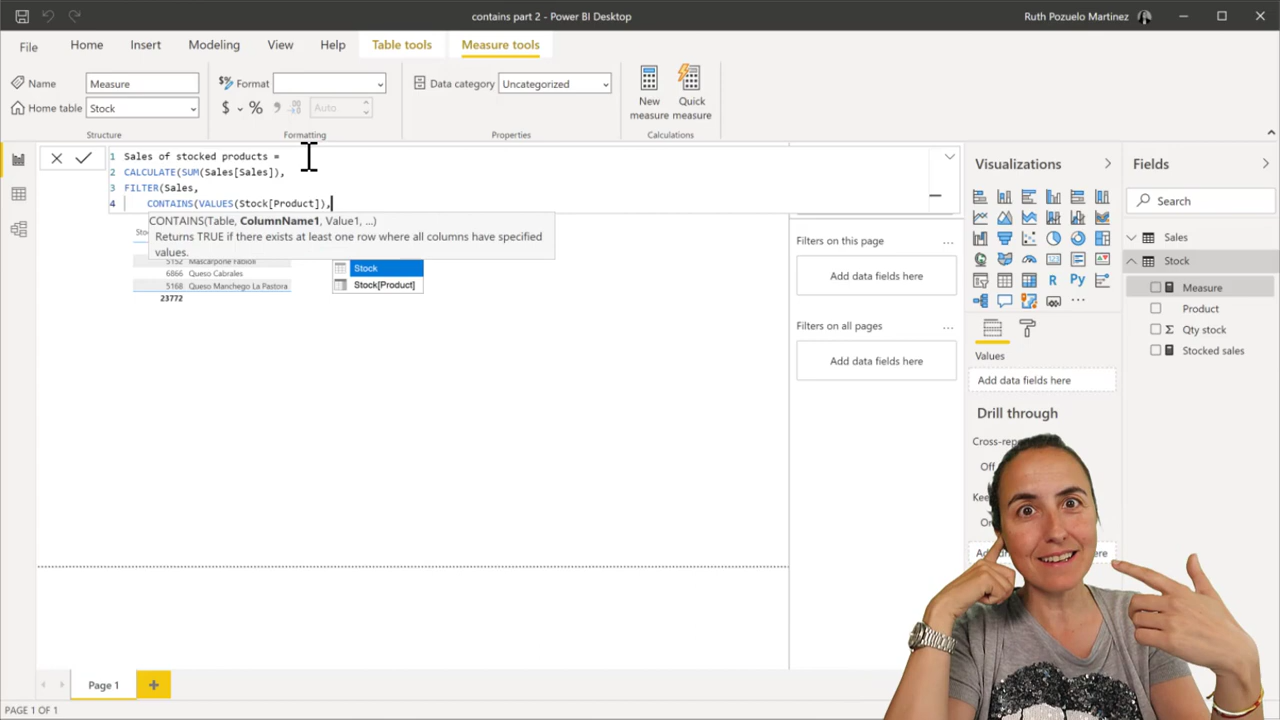 contains part 2 - Power BI Desktop
Ruth Pozuelo Martinez
File
Home
Insert
Modeling
View
Help
Table tools
Measure tools
Name
Measure
Home table
Stock
Structure
Format
$
%
Auto
Formatting
Data category
Uncategorized
Properties
New measure
Quick measure
Calculations
1 Sales of stocked products =
2 CALCULATE(SUM(Sales[Sales]),
3 FILTER(Sales,
4 CONTAINS(VALUES(Stock[Product]),
CONTAINS(Table, ColumnName1, Value1, ...)
Returns TRUE if there exists at least one row where all columns have specified
values.
Stock
Stock[Product]
5152 Mascarpone Fabioli
6866 Queso Cabrales
5168 Queso Manchego La Pastora
23772
Filters on this page
...
Add data fields here
Filters on all pages
...
Add data fields here
Visualizations
R
Py
...
Values
Add data fields here
Drill through
Fields
Search
Sales
Stock
Measure
Product
Σ Qty stock
Stocked sales
Page 1
PAGE 1 OF 1